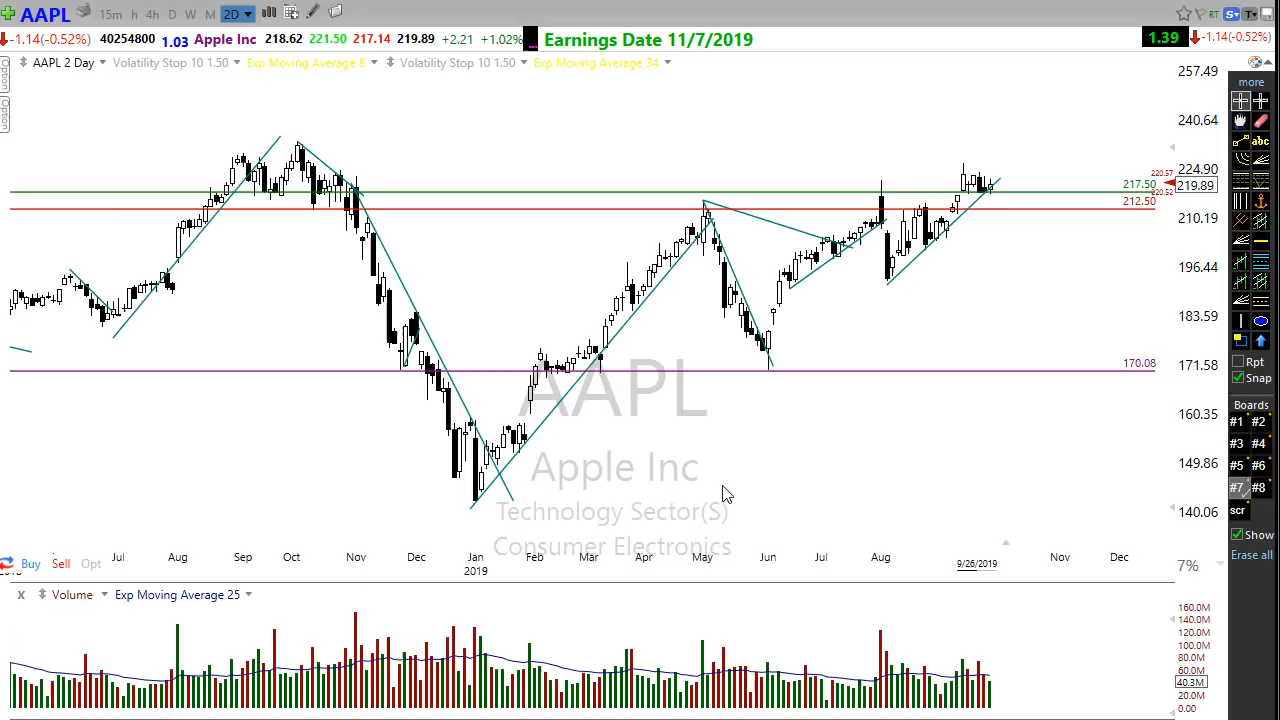 AAPL 15m h 4h D W M 2D RT S T
-1.14(-0.52%) 40254800 1.03 Apple Inc 218.62 221.50 217.14 219.89 +2.21 +1.02% ... Earnings Date 11/7/2019 1.39 -1.14(-0.52%)
AAPL 2 Day Volatility Stop 10 1.50 Exp Moving Average 8 Volatility Stop 10 1.50 Exp Moving Average 34
Option
Option
257.49
240.64
224.90
220.57
217.50
219.89
220.52
212.50
210.19
196.44
183.59
170.08
171.58
160.35
149.86
140.06
AAPL
Apple Inc
Technology Sector(S)
Consumer Electronics
Jul Aug Sep Oct Nov Dec Jan Feb Mar Apr May Jun Jul Aug 9/26/2019 Nov Dec
2019
Buy Sell Opt
7%
more
abc
Rpt
Snap
Boards
#1 #2
#3 #4
#5 #6
#7 #8
scr
Show
Erase all
X Volume Exp Moving Average 25
160.0M
140.0M
120.0M
100.0M
80.0M
60.0M
40.3M
20.0M
0.00